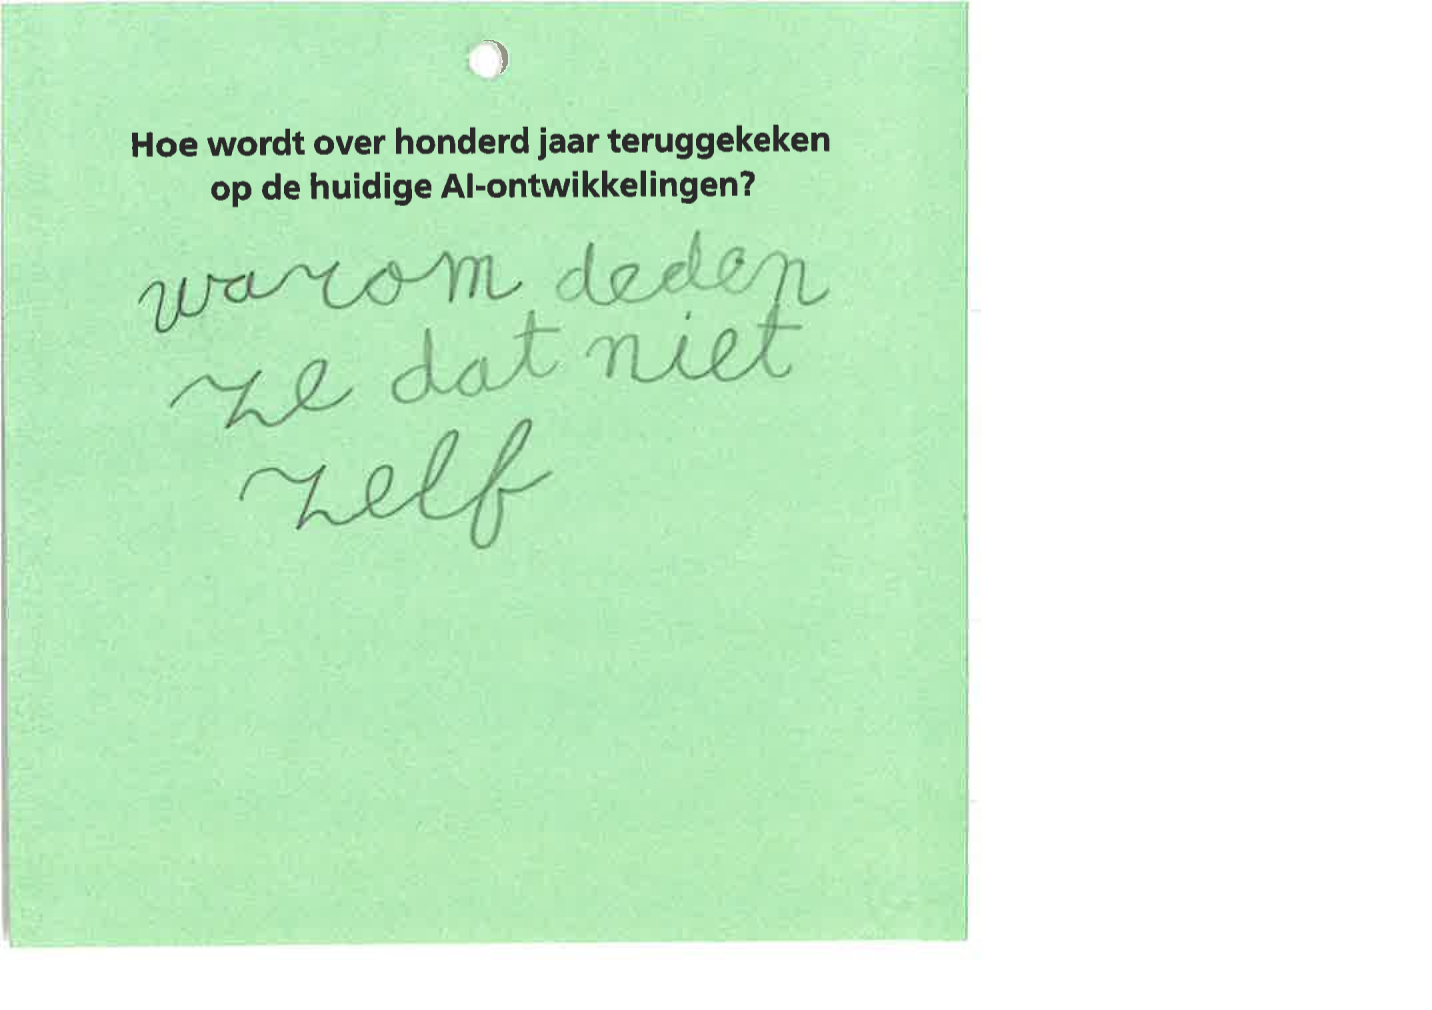 Hoe wordt over honderd jaar teruggekeken
op de huidige AI-ontwikkelingen?
warom deden
ze dat niet
zelf